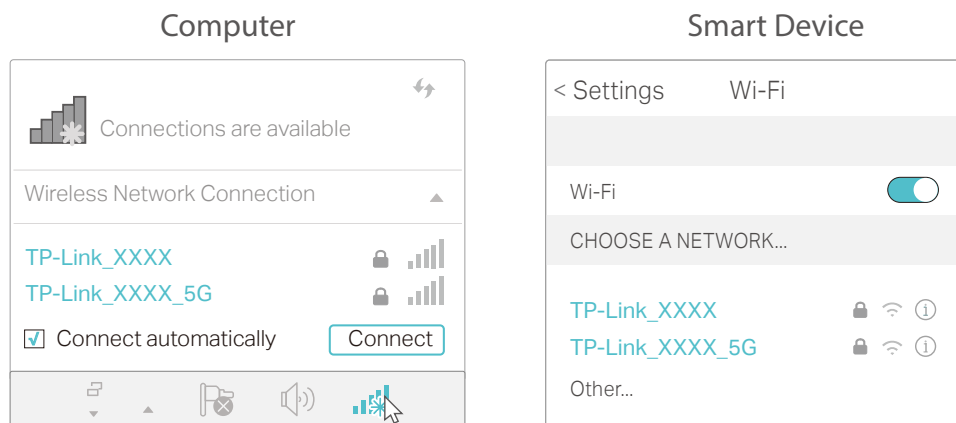 Computer
Connections are available
Wireless Network Connection
TP-Link_XXXX
TP-Link_XXXX_5G
Connect automatically
Connect
Smart Device
< Settings Wi-Fi
Wi-Fi
CHOOSE A NETWORK...
TP-Link_XXXX
TP-Link_XXXX_5G
Other...